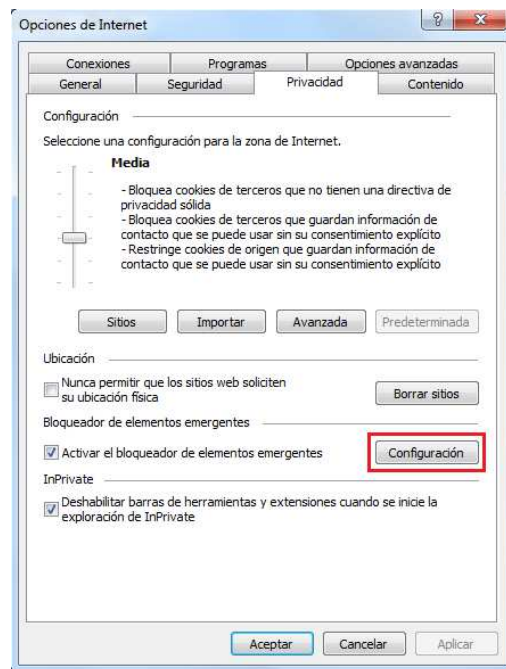 Opciones de Internet
Conexiones Programas Opciones avanzadas
General Seguridad Privacidad Contenido
Configuración
Seleccione una configuración para la zona de Internet.
Media
- Bloquea cookies de terceros que no tienen una directiva de
privacidad sólida
- Bloquea cookies de terceros que guardan información de
contacto que se puede usar sin su consentimiento explícito
- Restringe cookies de origen que guardan información de
contacto que se puede usar sin su consentimiento explícito
Sitios Importar Avanzada Predeterminada
Ubicación
Nunca permitir que los sitios web soliciten
su ubicación física
Borrar sitios
Bloqueador de elementos emergentes
Activar el bloqueador de elementos emergentes Configuración
InPrivate
Deshabilitar barras de herramientas y extensiones cuando se inicie la
exploración de InPrivate
Aceptar Cancelar Aplicar